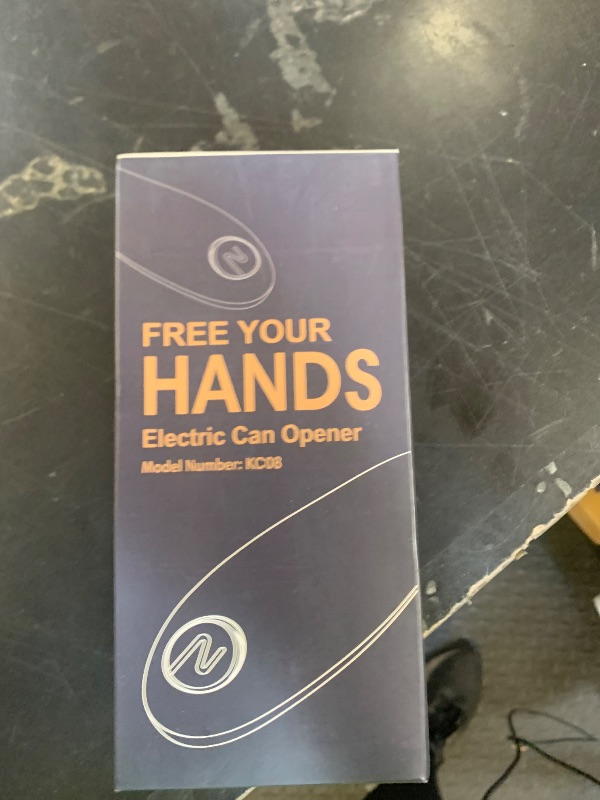 FREE YOUR
HANDS
Electric Can Opener
Model Number: KC08